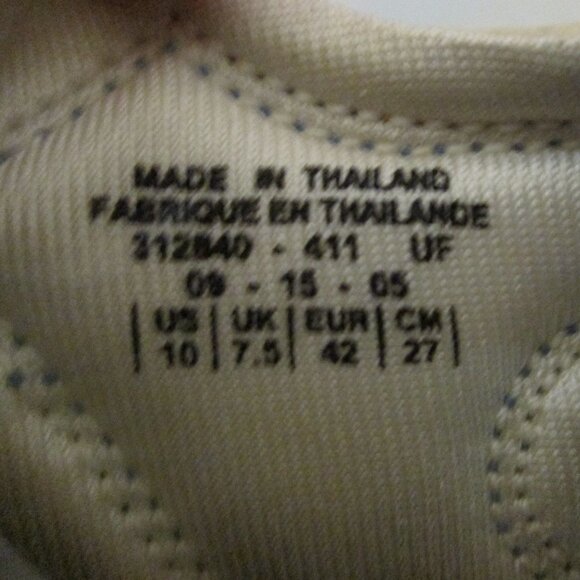 MADE IN THAILAND
FABRIQUE EN THAILANDE
312840 - 411 UF
09 - 15 - 05
US UK EUR CM
10 7.5 42 27